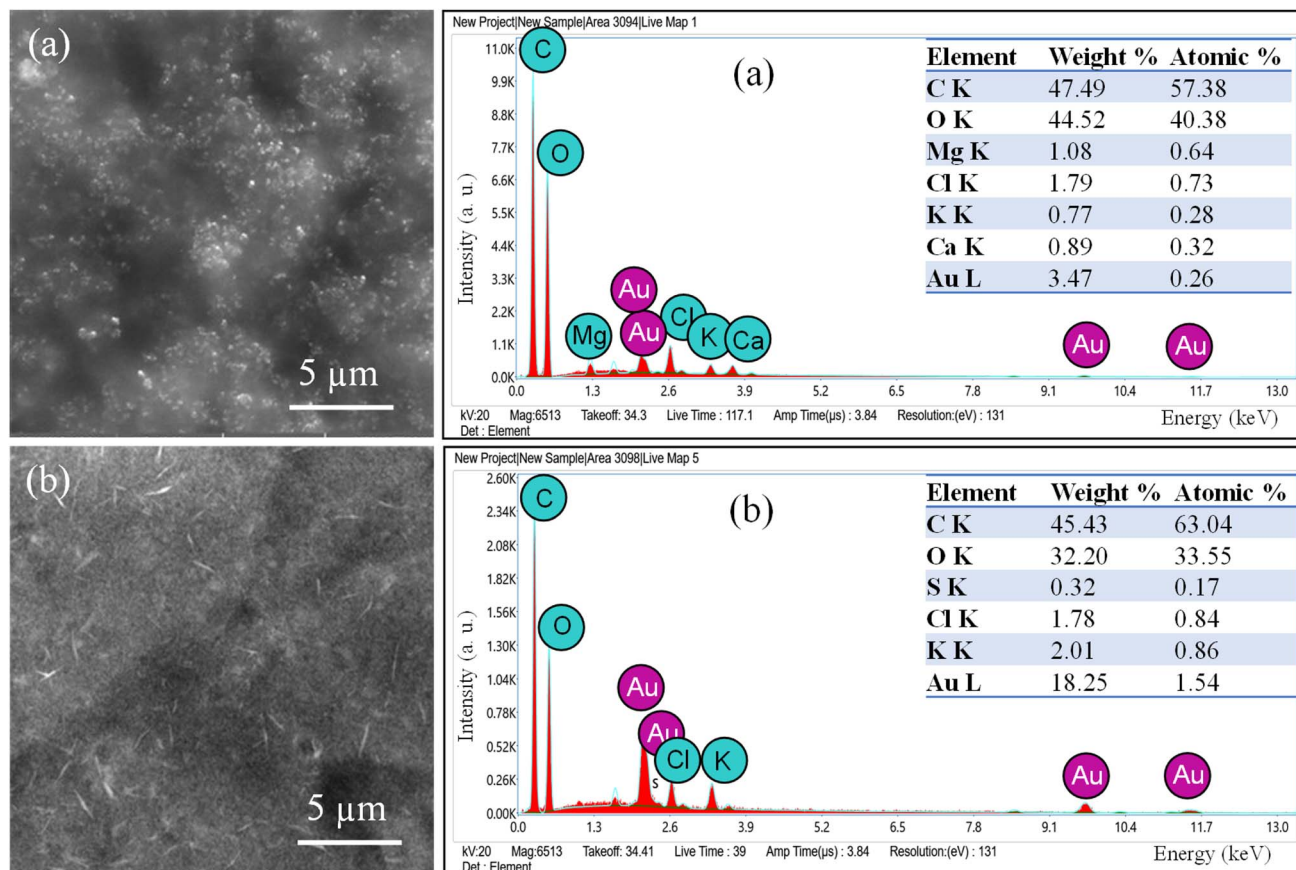 (a)
5 µm
New Project|New Sample|Area 3094|Live Map 1
11.0K
9.9K
8.8K
7.7K
6.6K
5.5K
4.4K
3.3K
2.2K
1.1K
0.0K
Intensity (a. u.)
C
O
Mg
Au
Au
Cl
K
Ca
Au
Au
(a)
Element Weight % Atomic %
C K 47.49 57.38
O K 44.52 40.38
Mg K 1.08 0.64
Cl K 1.79 0.73
K K 0.77 0.28
Ca K 0.89 0.32
Au L 3.47 0.26
0.0 1.3 2.6 3.9 5.2 6.5 7.8 9.1 10.4 11.7 13.0
kV:20 Mag:6513 Takeoff: 34.3 Live Time : 117.1 Amp Time(µs) : 3.84 Resolution:(eV) : 131 Energy (keV)
Det : Element
(b)
5 µm
New Project|New Sample|Area 3098|Live Map 5
2.60K
2.34K
2.08K
1.82K
1.56K
1.30K
1.04K
0.78K
0.52K
0.26K
0.00K
Intensity (a. u.)
C
O
Au
Au
s
Cl
K
Au
Au
(b)
Element Weight % Atomic %
C K 45.43 63.04
O K 32.20 33.55
S K 0.32 0.17
Cl K 1.78 0.84
K K 2.01 0.86
Au L 18.25 1.54
0.0 1.3 2.6 3.9 5.2 6.5 7.8 9.1 10.4 11.7 13.0
kV:20 Mag:6513 Takeoff: 34.41 Live Time : 39 Amp Time(µs) : 3.84 Resolution:(eV) : 131 Energy (keV)
Det : Element